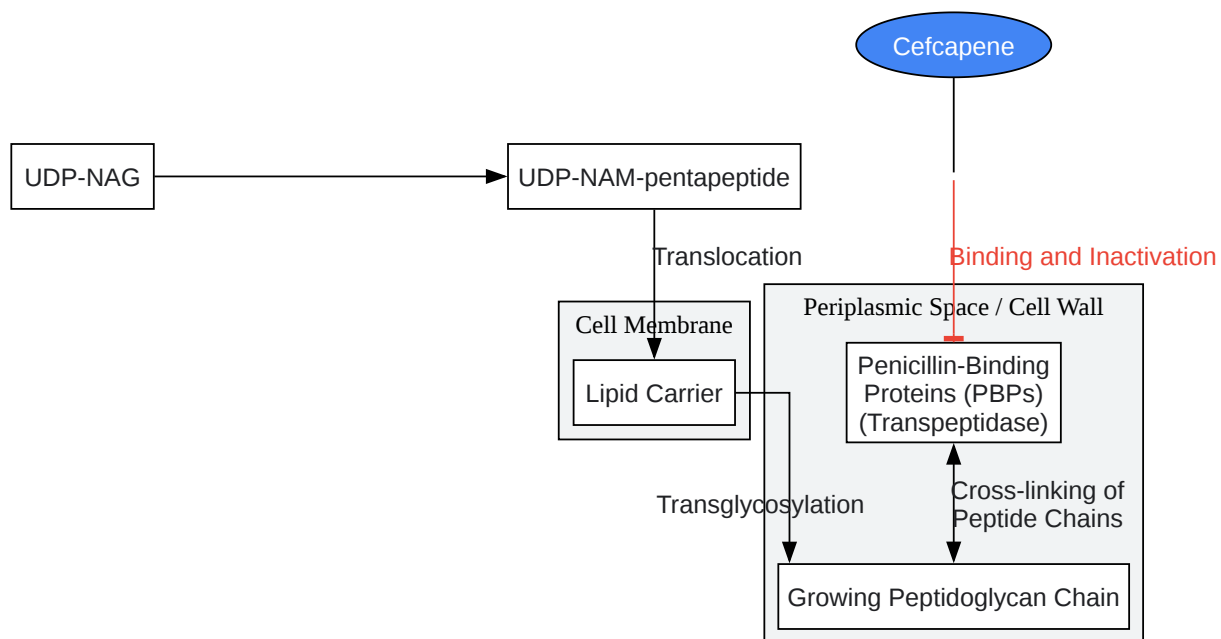 Cefcapene
UDP-NAG
UDP-NAM-pentapeptide
Translocation
Binding and Inactivation
Periplasmic Space / Cell Wall
Cell Membrane
Penicillin-Binding
Proteins (PBPs)
(Transpeptidase)
Lipid Carrier
Transglycosylation
Cross-linking of
Peptide Chains
Growing Peptidoglycan Chain